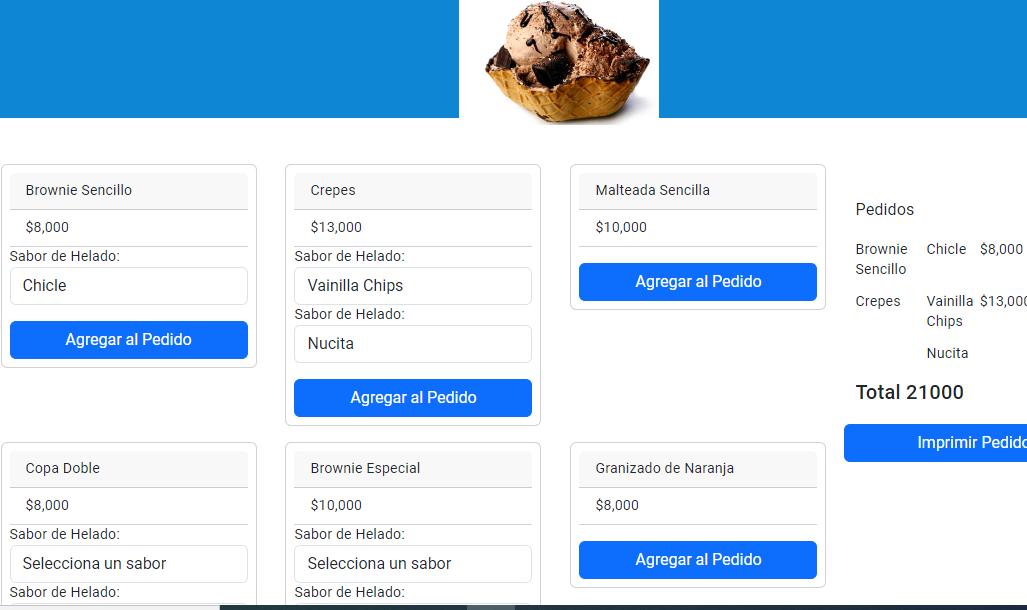 Brownie Sencillo
$8,000
Sabor de Helado:
Chicle
Agregar al Pedido
Crepes
$13,000
Sabor de Helado:
Vainilla Chips
Sabor de Helado:
Nucita
Agregar al Pedido
Malteada Sencilla
$10,000
Agregar al Pedido
Pedidos
Brownie Sencillo Chicle $8,000
Crepes Vainilla Chips $13,000
Nucita
Total 21000
Imprimir Pedido
Copa Doble
$8,000
Sabor de Helado:
Selecciona un sabor
Sabor de Helado:
Brownie Especial
$10,000
Sabor de Helado:
Selecciona un sabor
Sabor de Helado:
Granizado de Naranja
$8,000
Agregar al Pedido